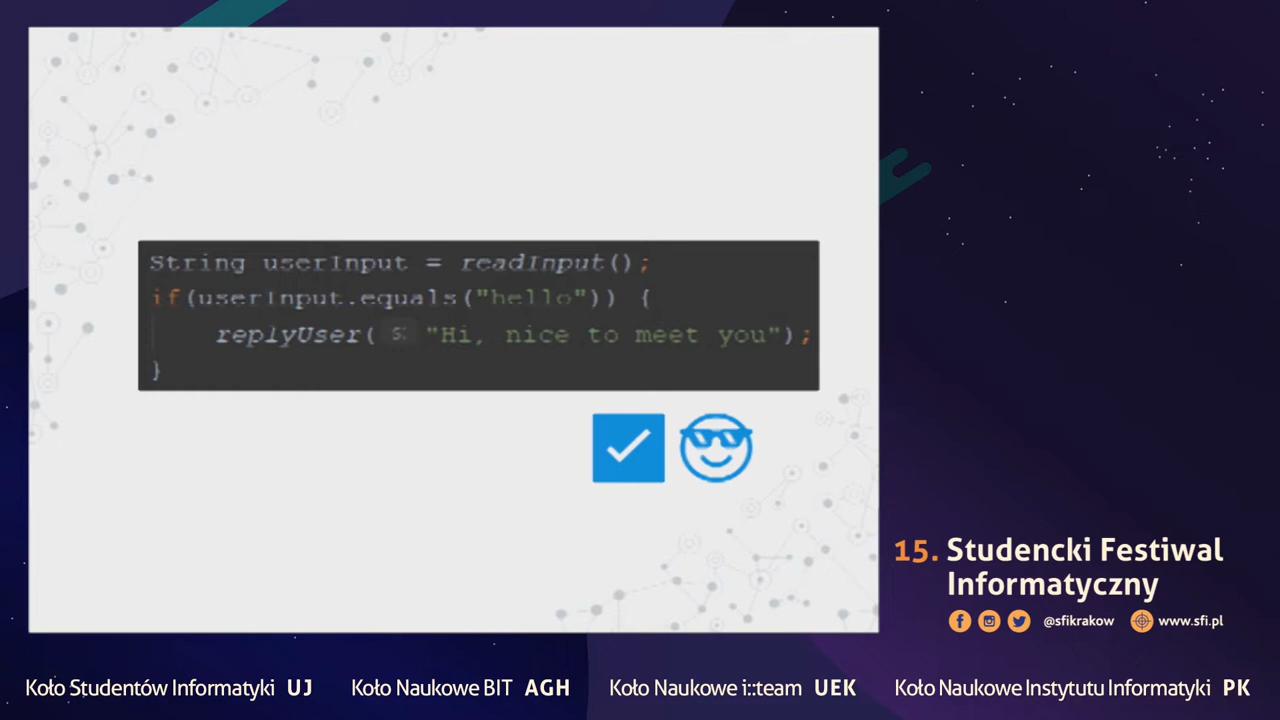 String userInput = readInput();
if(userInput.equals("hello")) {
replyUser( s: "Hi, nice to meet you");
}
15. Studencki Festiwal
Informatyczny
@sfikrakow www.sfi.pl
Koło Studentów Informatyki UJ Koło Naukowe BIT AGH Koło Naukowe i::team UEK Koło Naukowe Instytutu Informatyki PK